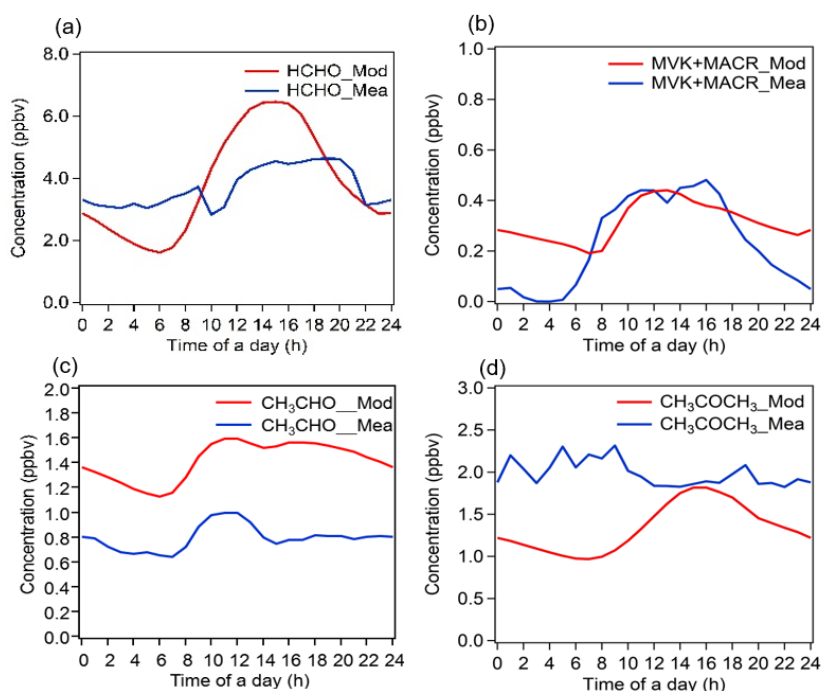 (a)
HCHO_Mod
HCHO_Mea
Concentration (ppbv)
8.0
6.0
4.0
2.0
0.0
0 2 4 6 8 10 12 14 16 18 20 22 24
Time of a day (h)
(b)
MVK+MACR_Mod
MVK+MACR_Mea
Concentration (ppbv)
1.0
0.8
0.6
0.4
0.2
0.0
0 2 4 6 8 10 12 14 16 18 20 22 24
Time of a day (h)
(c)
CH₃CHO__Mod
CH₃CHO__Mea
Concentration (ppbv)
2.0
1.8
1.6
1.4
1.2
1.0
0.8
0.6
0.4
0.2
0.0
0 2 4 6 8 10 12 14 16 18 20 22 24
Time of a day (h)
(d)
CH₃COCH₃_Mod
CH₃COCH₃_Mea
Concentration (ppbv)
3.0
2.5
2.0
1.5
1.0
0.5
0.0
0 2 4 6 8 10 12 14 16 18 20 22 24
Time of a day (h)